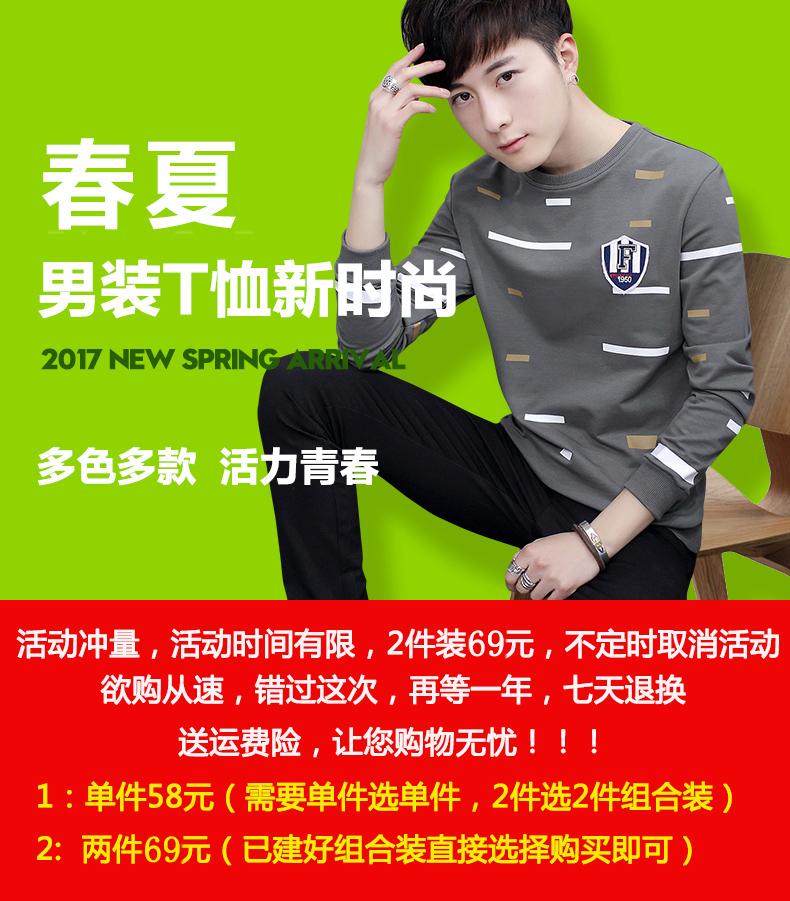 春夏
男装T恤新时尚
2017 NEW SPRING ARRIVAL
多色多款 活力青春
F
1960
活动冲量，活动时间有限，2件装69元，不定时取消活动
欲购从速，错过这次，再等一年，七天退换
送运费险，让您购物无忧！！！
1：单件58元（需要单件选单件，2件选2件组合装）
2: 两件69元（已建好组合装直接选择购买即可）